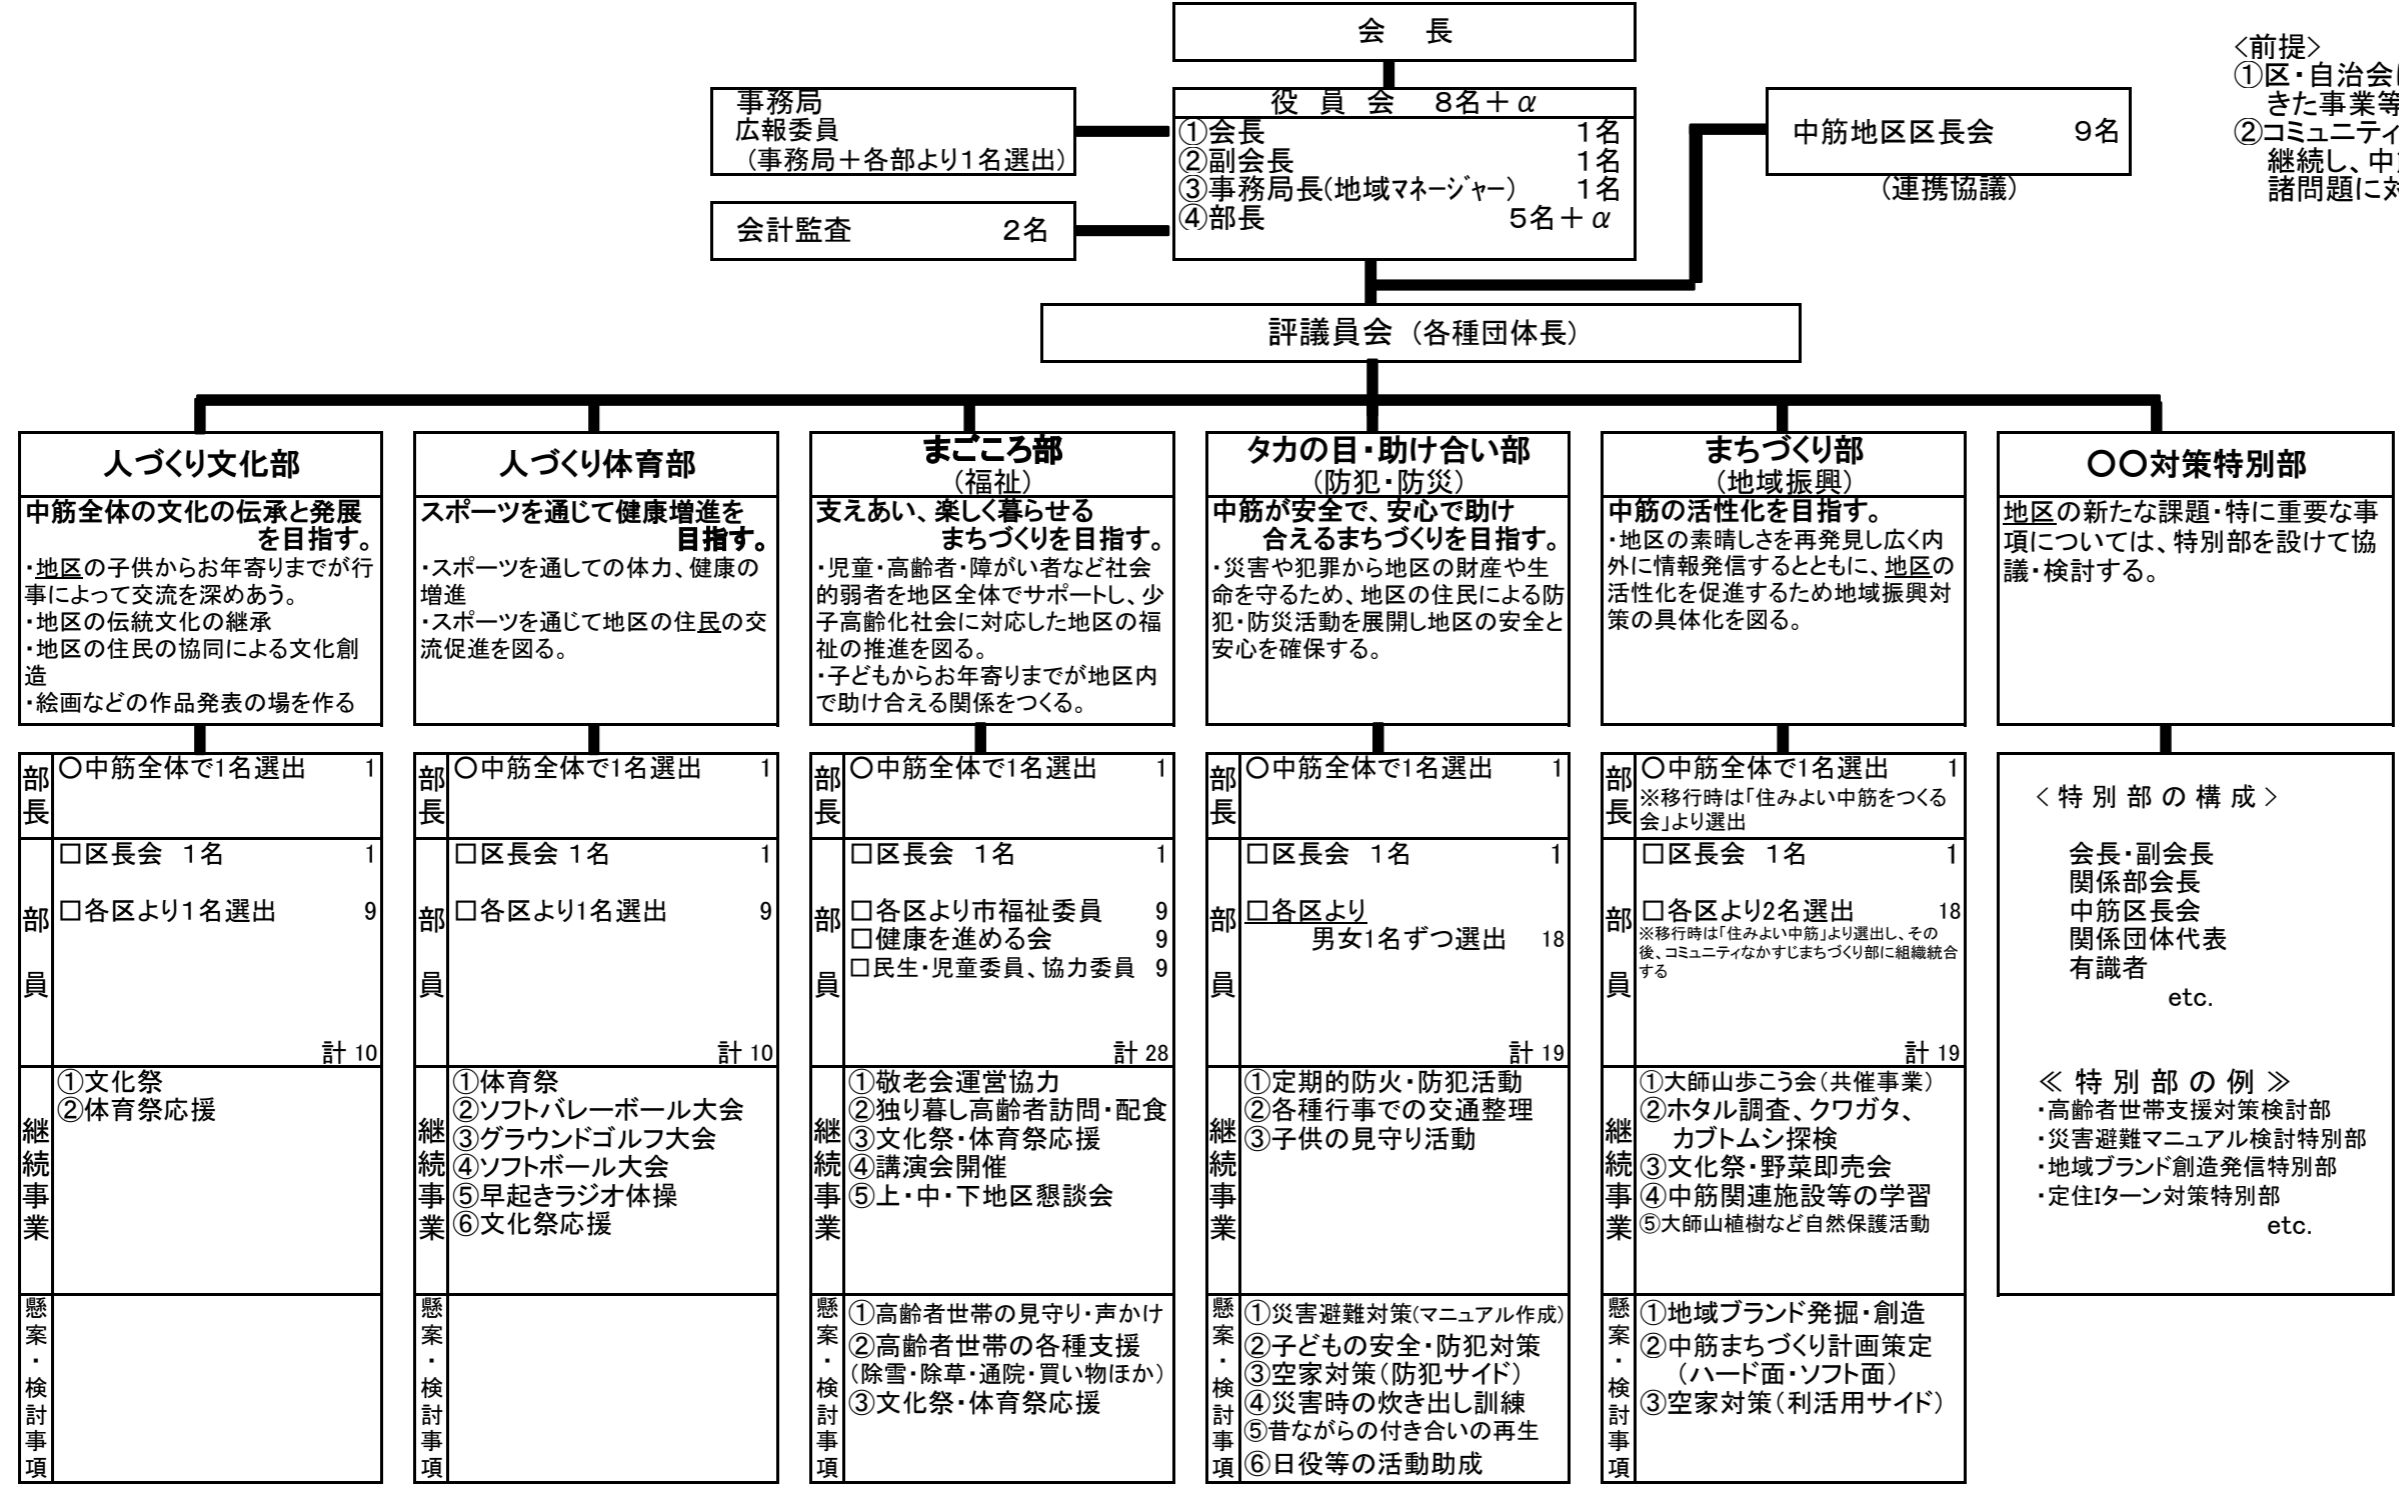 会　長
〈前提〉
①区・自治会
きた事業等
②コミュニティ
継続し、中
諸問題に対
事務局
広報委員
（事務局＋各部より１名選出）
会計監査　２名
役　員　会　８名＋α
①会長　１名
②副会長　１名
③事務局長(地域マネージャー)　１名
④部長　５名＋α
中筋地区区長会　９名
（連携協議）
評議員会（各種団体長）
人づくり文化部
中筋全体の文化の伝承と発展
を目指す。
・地区の子供からお年寄りまでが行
事によって交流を深めあう。
・地区の伝統文化の継承
・地区の住民の協同による文化創
造
・絵画などの作品発表の場を作る
部長
〇中筋全体で1名選出　1
部員
□区長会　１名　1
□各区より１名選出　9
計 10
継続事業
①文化祭
②体育祭応援
懸案・検討事項
人づくり体育部
スポーツを通じて健康増進を
目指す。
・スポーツを通しての体力、健康の
増進
・スポーツを通じて地区の住民の交
流促進を図る。
部長
〇中筋全体で1名選出　1
部員
□区長会 １名　1
□各区より1名選出　9
計 10
継続事業
①体育祭
②ソフトバレーボール大会
③グラウンドゴルフ大会
④ソフトボール大会
⑤早起きラジオ体操
⑥文化祭応援
懸案・検討事項
まごころ部
（福祉）
支えあい、楽しく暮らせる
まちづくりを目指す。
・児童・高齢者・障がい者など社会
的弱者を地区全体でサポートし、少
子高齢化社会に対応した地区の福
祉の推進を図る。
・子どもからお年寄りまでが地区内
で助け合える関係をつくる。
部長
〇中筋全体で1名選出　1
部員
□区長会　１名　1
□各区より市福祉委員　9
□健康を進める会　9
□民生・児童委員、協力委員　9
計 28
継続事業
①敬老会運営協力
②独り暮し高齢者訪問・配食
③文化祭・体育祭応援
④講演会開催
⑤上・中・下地区懇談会
懸案・検討事項
①高齢者世帯の見守り・声かけ
②高齢者世帯の各種支援
（除雪・除草・通院・買い物ほか）
③文化祭・体育祭応援
タカの目・助け合い部
（防犯・防災）
中筋が安全で、安心で助け
合えるまちづくりを目指す。
・災害や犯罪から地区の財産や生
命を守るため、地区の住民による防
犯・防災活動を展開し地区の安全と
安心を確保する。
部長
〇中筋全体で1名選出　1
部員
□区長会　１名　1
□各区より
男女1名ずつ選出　18
計 19
継続事業
①定期的防火・防犯活動
②各種行事での交通整理
③子供の見守り活動
懸案・検討事項
①災害避難対策(マニュアル作成)
②子どもの安全・防犯対策
③空家対策（防犯サイド）
④災害時の炊き出し訓練
⑤昔ながらの付き合いの再生
⑥日役等の活動助成
まちづくり部
（地域振興）
中筋の活性化を目指す。
・地区の素晴しさを再発見し広く内
外に情報発信するとともに、地区の
活性化を促進するため地域振興対
策の具体化を図る。
部長
〇中筋全体で1名選出　1
※移行時は「住みよい中筋をつくる
会」より選出
部員
□区長会　１名　1
□各区より2名選出　18
※移行時は「住みよい中筋」より選出し、その
後、コミュニティなかすじまちづくり部に組織統合
する
計 19
継続事業
①大師山歩こう会（共催事業）
②ホタル調査、クワガタ、
カブトムシ探検
③文化祭・野菜即売会
④中筋関連施設等の学習
⑤大師山植樹など自然保護活動
懸案・検討事項
①地域ブランド発掘・創造
②中筋まちづくり計画策定
（ハード面・ソフト面）
③空家対策（利活用サイド）
〇〇対策特別部
地区の新たな課題・特に重要な事
項については、特別部を設けて協
議・検討する。
＜特別部の構成＞
会長・副会長
関係部会長
中筋区長会
関係団体代表
有識者
etc.
≪特別部の例≫
・高齢者世帯支援対策検討部
・災害避難マニュアル検討特別部
・地域ブランド創造発信特別部
・定住Iターン対策特別部
etc.